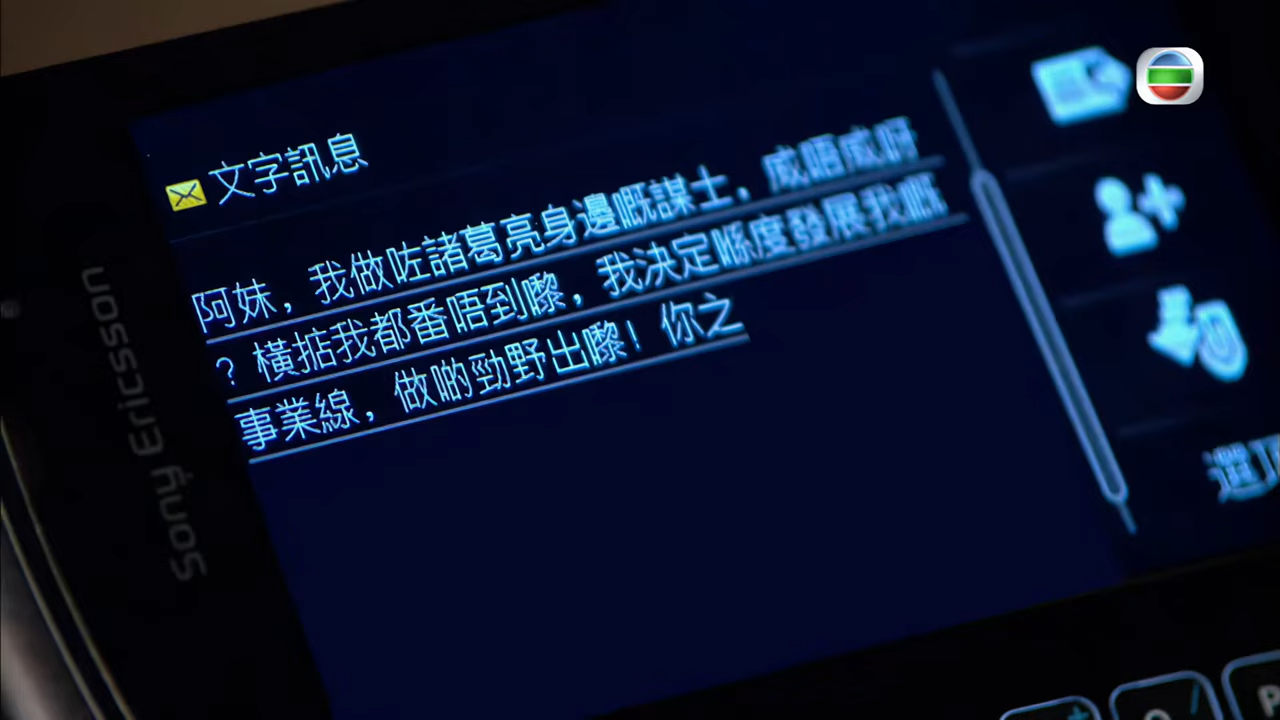 文字訊息
阿妹，我做咗諸葛亮身邊嘅謀士，威唔威呀
？橫掂我都番唔到嚟，我決定喺度發展我嘅
事業線，做啲勁野出嚟！你之
Sony Ericsson